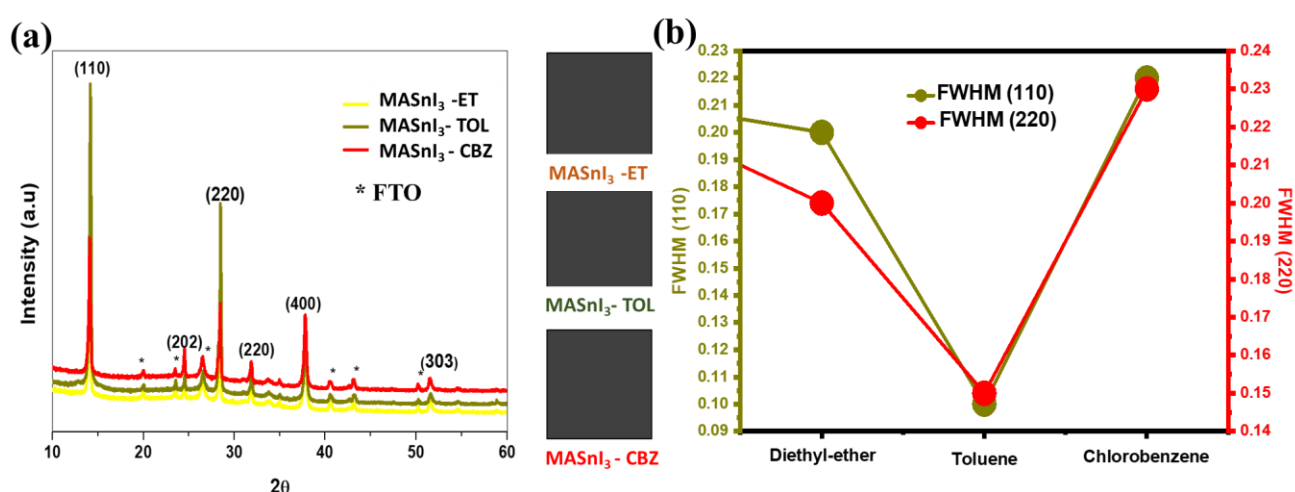 (a)
(110)
MASnI₃ -ET
MASnI₃- TOL
MASnI₃ - CBZ
* FTO
(220)
(400)
(202)
(220)
(303)
* * * * * *
Intensity (a.u)
10 20 30 40 50 60
2θ
MASnI₃ -ET
MASnI₃- TOL
MASnI₃ - CBZ
(b)
FWHM (110)
FWHM (220)
0.23
0.22
0.21
0.20
0.19
0.18
0.17
0.16
0.15
0.14
0.13
0.12
0.11
0.10
0.09
FWHM (110)
Diethyl-ether Toluene Chlorobenzene
0.24
0.23
0.22
0.21
0.20
0.19
0.18
0.17
0.16
0.15
0.14
FWHM (220)